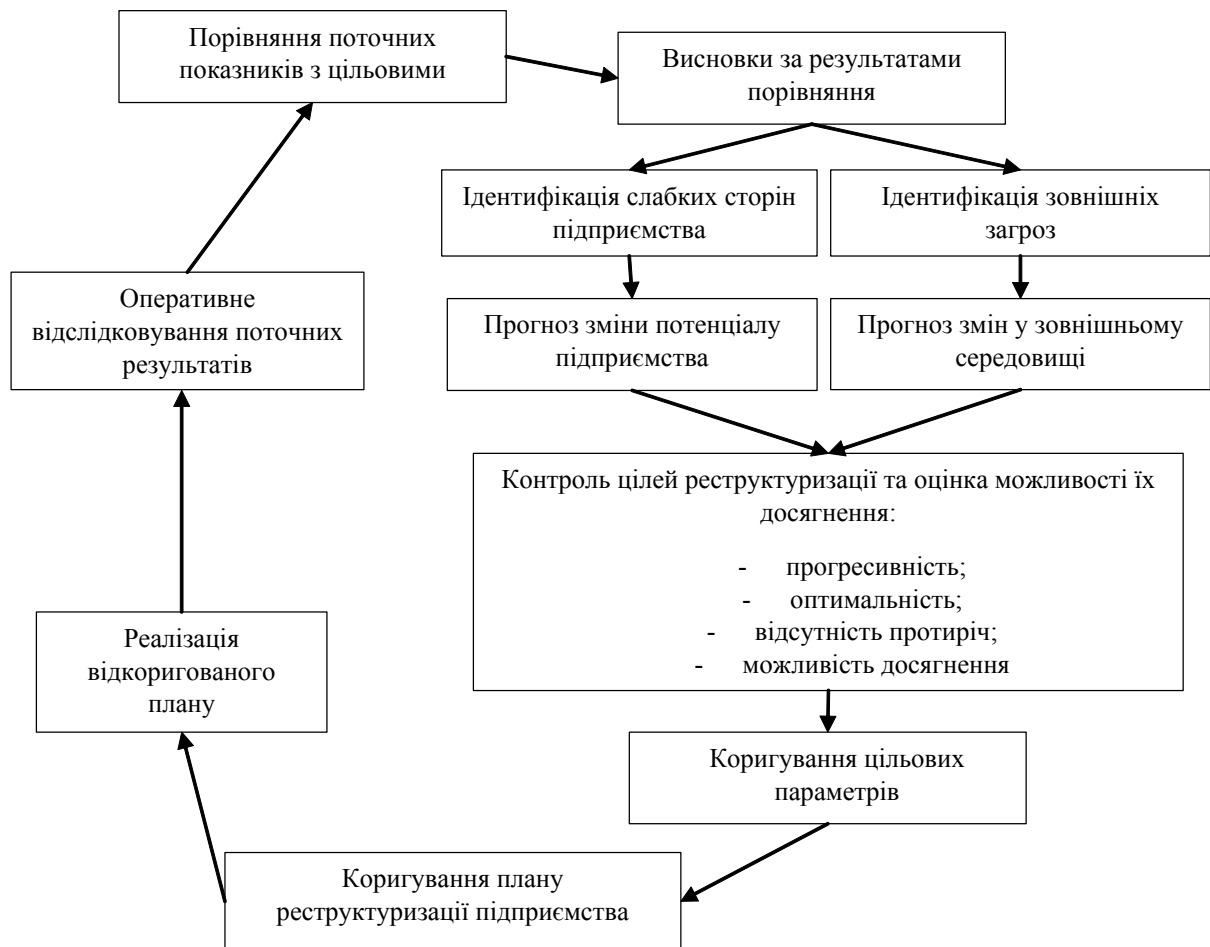 Порівняння поточних
показників з цільовими
Висновки за результатами
порівняння
Ідентифікація слабких сторін
підприємства
Ідентифікація зовнішніх
загроз
Оперативне
відслідковування поточних
результатів
Прогноз зміни потенціалу
підприємства
Прогноз змін у зовнішньому
середовищі
Контроль цілей реструктуризації та оцінка можливості їх
досягнення:
- прогресивність;
- оптимальність;
- відсутність протиріч;
- можливість досягнення
Реалізація
відкоригованого
плану
Коригування цільових
параметрів
Коригування плану
реструктуризації підприємства